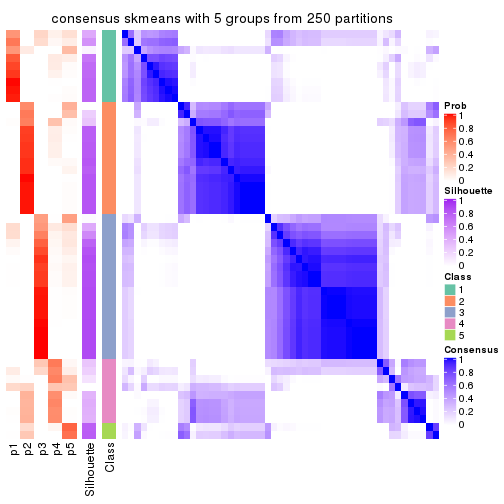 consensus skmeans with 5 groups from 250 partitions
Prob
1
0.8
0.6
0.4
0.2
0
Silhouette
1
0.8
0.6
0.4
0.2
0
Class
1
2
3
4
5
Consensus
1
0.8
0.6
0.4
0.2
0
p1
p2
p3
p4
p5
Silhouette
Class